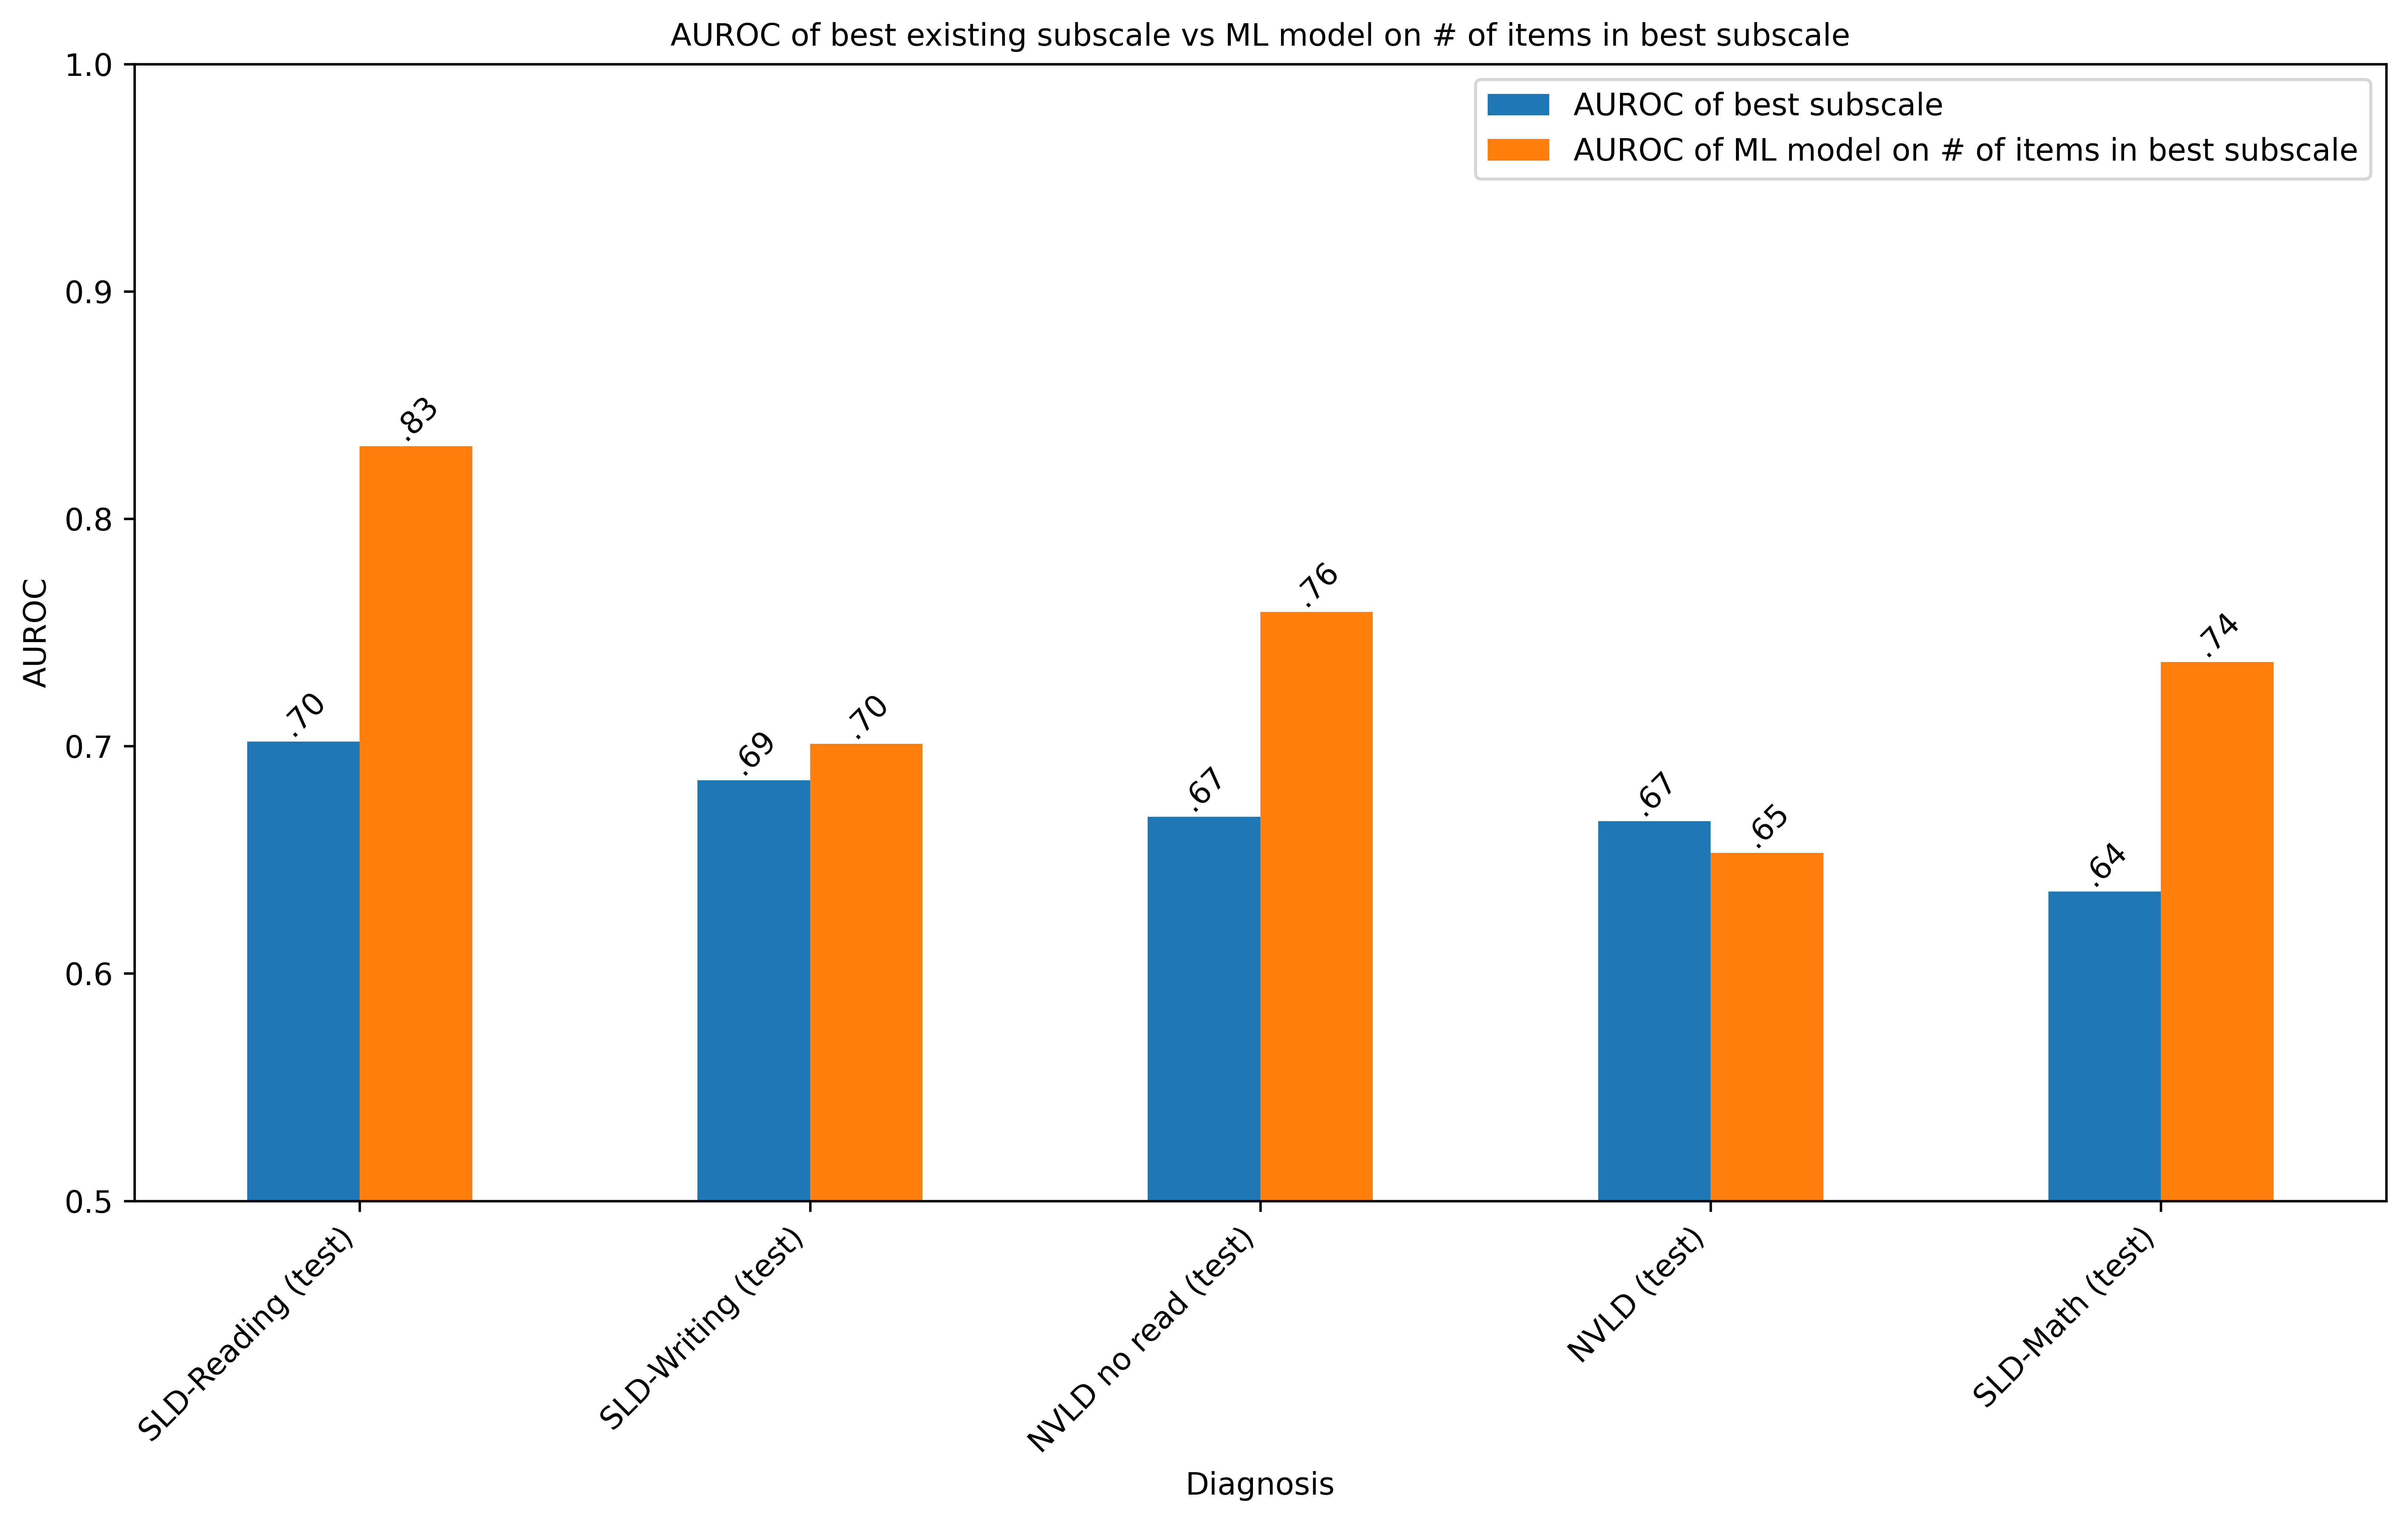 AUROC of best existing subscale vs ML model on # of items in best subscale
AUROC of best subscale
AUROC of ML model on # of items in best subscale
AUROC
1.0
0.9
0.8
0.7
0.6
0.5
.70
.83
.69
.70
.67
.76
.67
.65
.64
.74
SLD-Reading (test)
SLD-Writing (test)
NVLD no read (test)
NVLD (test)
SLD-Math (test)
Diagnosis